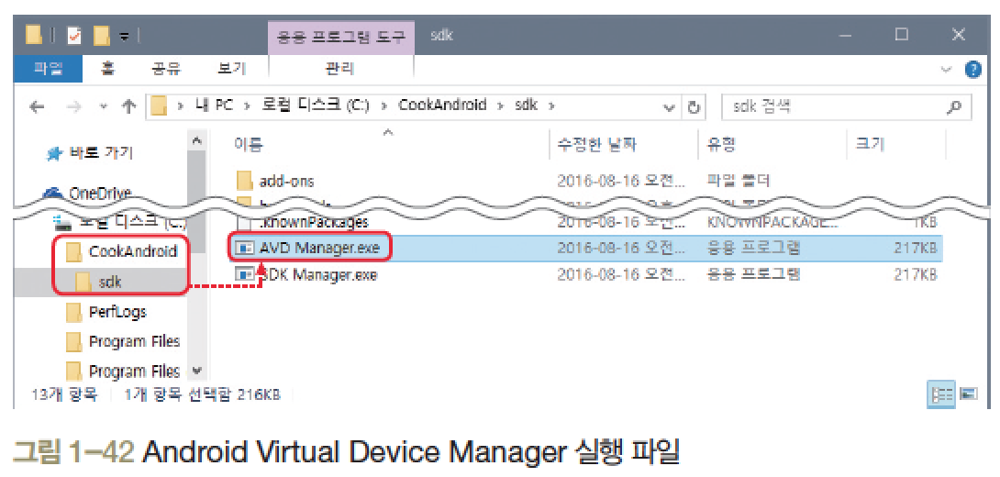 응용 프로그램 도구 sdk
파일 홈 공유 보기 관리
내 PC > 로컬 디스크 (C:) > CookAndroid > sdk > sdk 검색
바로 가기 이름 수정한 날짜 유형 크기
add-ons 2016-08-16 오전... 파일 폴더
OneDrive
로컬 디스크 (C:) .knownPackages 2016-08-16 오전... KNOWNPACKAGE... 1KB
CookAndroid AVD Manager.exe 2016-08-16 오전... 응용 프로그램 217KB
sdk SDK Manager.exe 2016-08-16 오전... 응용 프로그램 217KB
PerfLogs
Program Files
Program Files
13개 항목 1개 항목 선택함 216KB
그림 1-42 Android Virtual Device Manager 실행 파일